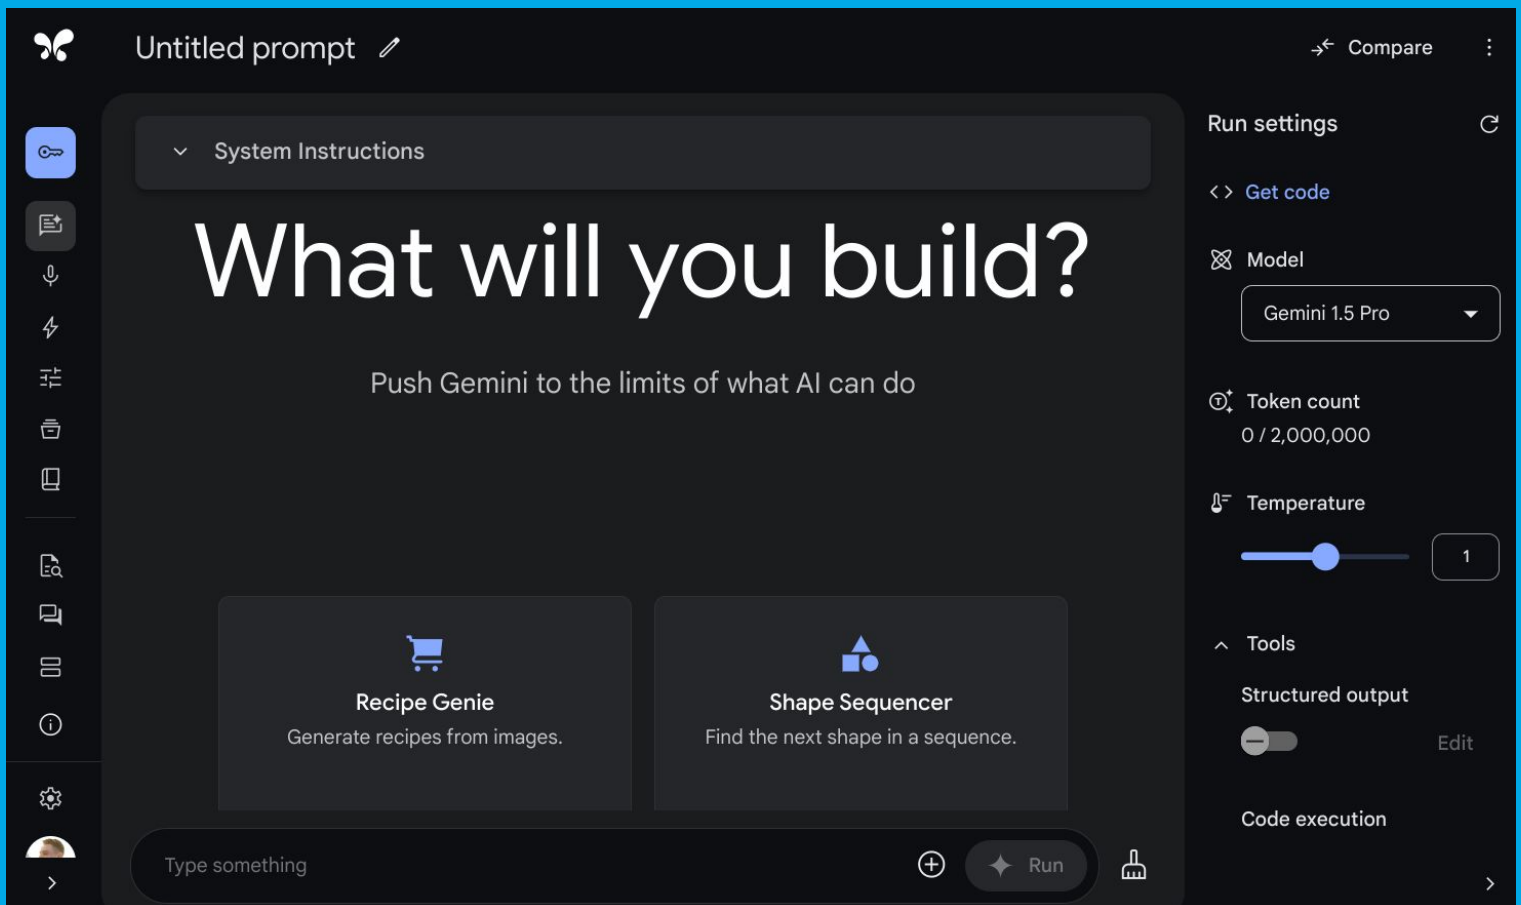 Untitled prompt
Compare
System Instructions
What will you build?
Push Gemini to the limits of what AI can do
Recipe Genie
Generate recipes from images.
Shape Sequencer
Find the next shape in a sequence.
Type something
Run
Run settings
Get code
Model
Gemini 1.5 Pro
Token count
0 / 2,000,000
Temperature
1
Tools
Structured output
Edit
Code execution